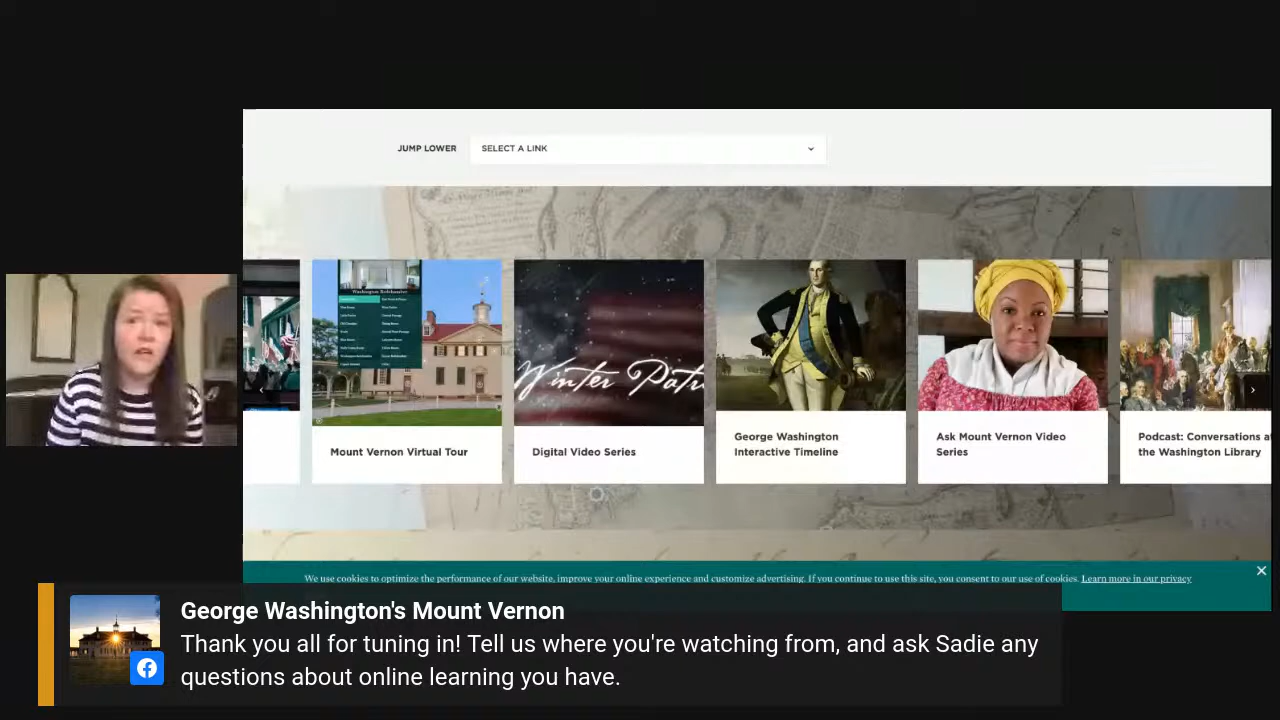 JUMP LOWER
SELECT A LINK
Washington Rochambeau
Winter Patr
Mount Vernon Virtual Tour
Digital Video Series
George Washington
Interactive Timeline
Ask Mount Vernon Video
Series
Podcast: Conversations at
the Washington Library
We use cookies to optimize the performance of our website, improve your online experience and customize advertising. If you continue to use this site, you consent to our use of cookies. Learn more in our privacy
George Washington's Mount Vernon
Thank you all for tuning in! Tell us where you're watching from, and ask Sadie any
questions about online learning you have.